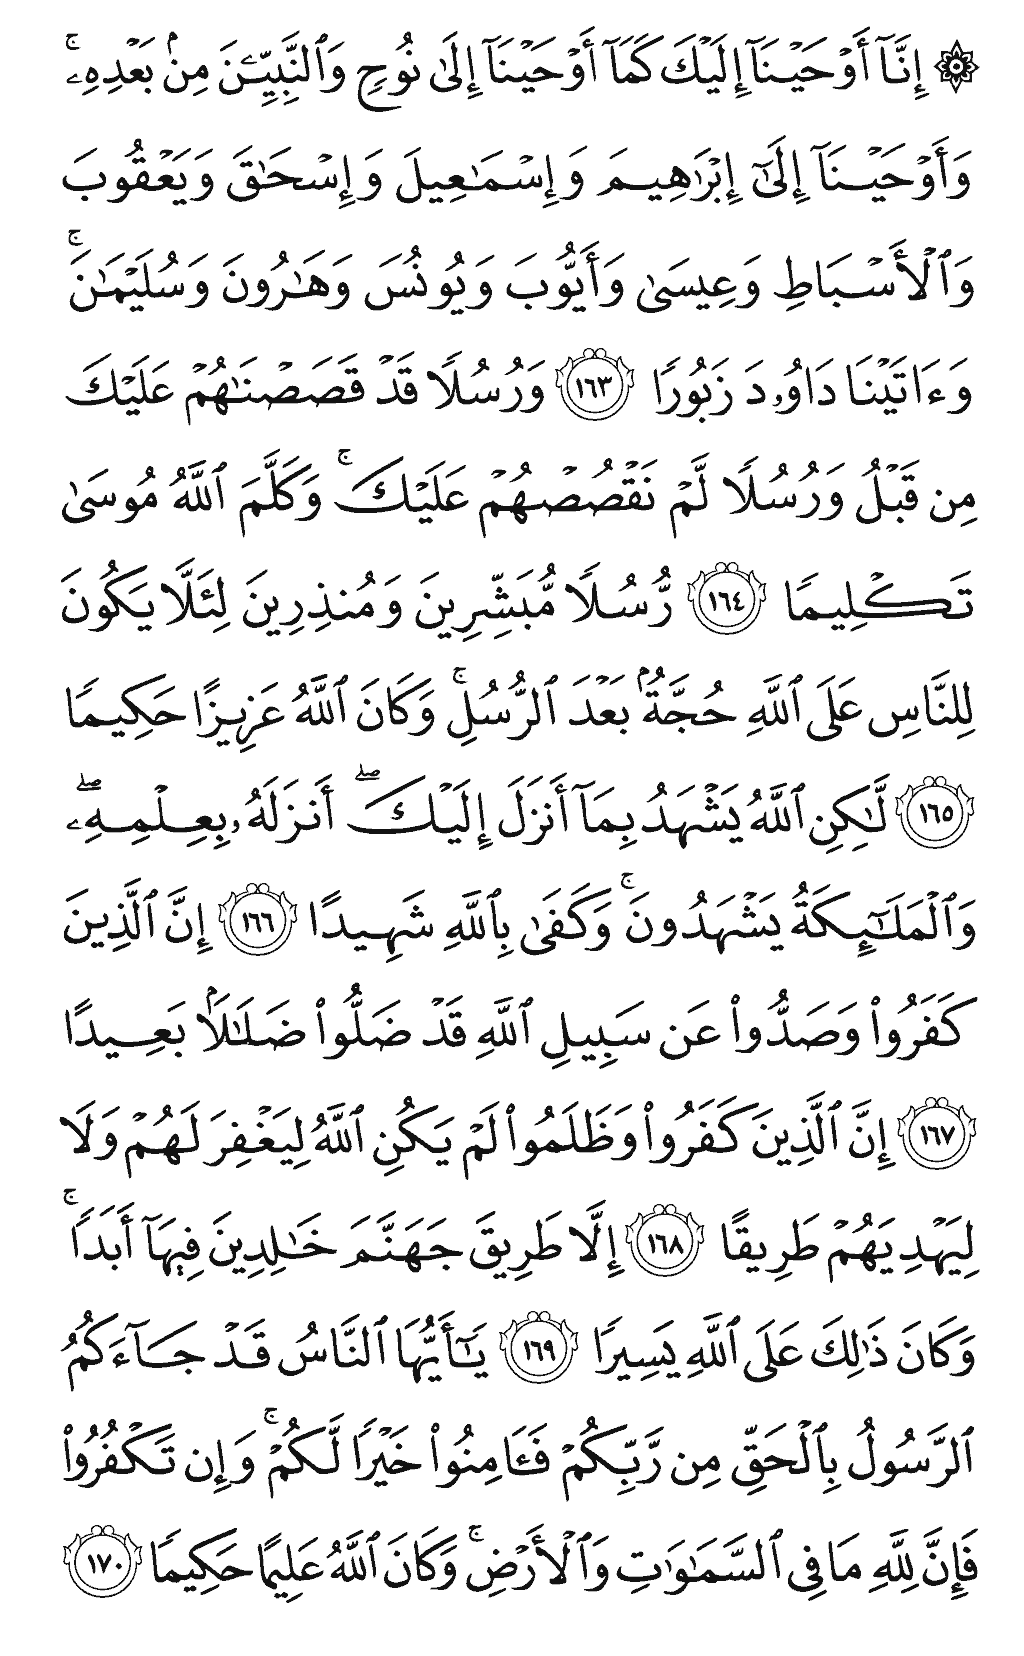 ۞ إِنَّآ أَوْحَيْنَآ إِلَيْكَ كَمَآ أَوْحَيْنَآ إِلَىٰ نُوحٍ وَٱلنَّبِيِّـۧنَ مِنۢ بَعْدِهِۦ ۚ
وَأَوْحَيْنَآ إِلَىٰٓ إِبْرَٰهِيمَ وَإِسْمَـٰعِيلَ وَإِسْحَـٰقَ وَيَعْقُوبَ
وَٱلْأَسْبَاطِ وَعِيسَىٰ وَأَيُّوبَ وَيُونُسَ وَهَـٰرُونَ وَسُلَيْمَـٰنَ ۚ
وَءَاتَيْنَا دَاوُۥدَ زَبُورًا ١٦٣ وَرُسُلًا قَدْ قَصَصْنَـٰهُمْ عَلَيْكَ
مِن قَبْلُ وَرُسُلًا لَّمْ نَقْصُصْهُمْ عَلَيْكَ ۚ وَكَلَّمَ ٱللَّهُ مُوسَىٰ
تَكْلِيمًا ١٦٤ رُّسُلًا مُّبَشِّرِينَ وَمُنذِرِينَ لِئَلَّا يَكُونَ
لِلنَّاسِ عَلَى ٱللَّهِ حُجَّةٌۢ بَعْدَ ٱلرُّسُلِ ۚ وَكَانَ ٱللَّهُ عَزِيزًا حَكِيمًا
١٦٥ لَّـٰكِنِ ٱللَّهُ يَشْهَدُ بِمَآ أَنزَلَ إِلَيْكَ ۖ أَنزَلَهُۥ بِعِلْمِهِۦ ۖ
وَٱلْمَلَـٰٓئِكَةُ يَشْهَدُونَ ۚ وَكَفَىٰ بِٱللَّهِ شَهِيدًا ١٦٦ إِنَّ ٱلَّذِينَ
كَفَرُوا۟ وَصَدُّوا۟ عَن سَبِيلِ ٱللَّهِ قَدْ ضَلُّوا۟ ضَلَـٰلًۢا بَعِيدًا
١٦٧ إِنَّ ٱلَّذِينَ كَفَرُوا۟ وَظَلَمُوا۟ لَمْ يَكُنِ ٱللَّهُ لِيَغْفِرَ لَهُمْ وَلَا
لِيَهْدِيَهُمْ طَرِيقًا ١٦٨ إِلَّا طَرِيقَ جَهَنَّمَ خَـٰلِدِينَ فِيهَآ أَبَدًا ۚ
وَكَانَ ذَٰلِكَ عَلَى ٱللَّهِ يَسِيرًا ١٦٩ يَـٰٓأَيُّهَا ٱلنَّاسُ قَدْ جَآءَكُمُ
ٱلرَّسُولُ بِٱلْحَقِّ مِن رَّبِّكُمْ فَـَٔامِنُوا۟ خَيْرًا لَّكُمْ ۚ وَإِن تَكْفُرُوا۟
فَإِنَّ لِلَّهِ مَا فِى ٱلسَّمَـٰوَٰتِ وَٱلْأَرْضِ ۚ وَكَانَ ٱللَّهُ عَلِيمًا حَكِيمًا ١٧٠